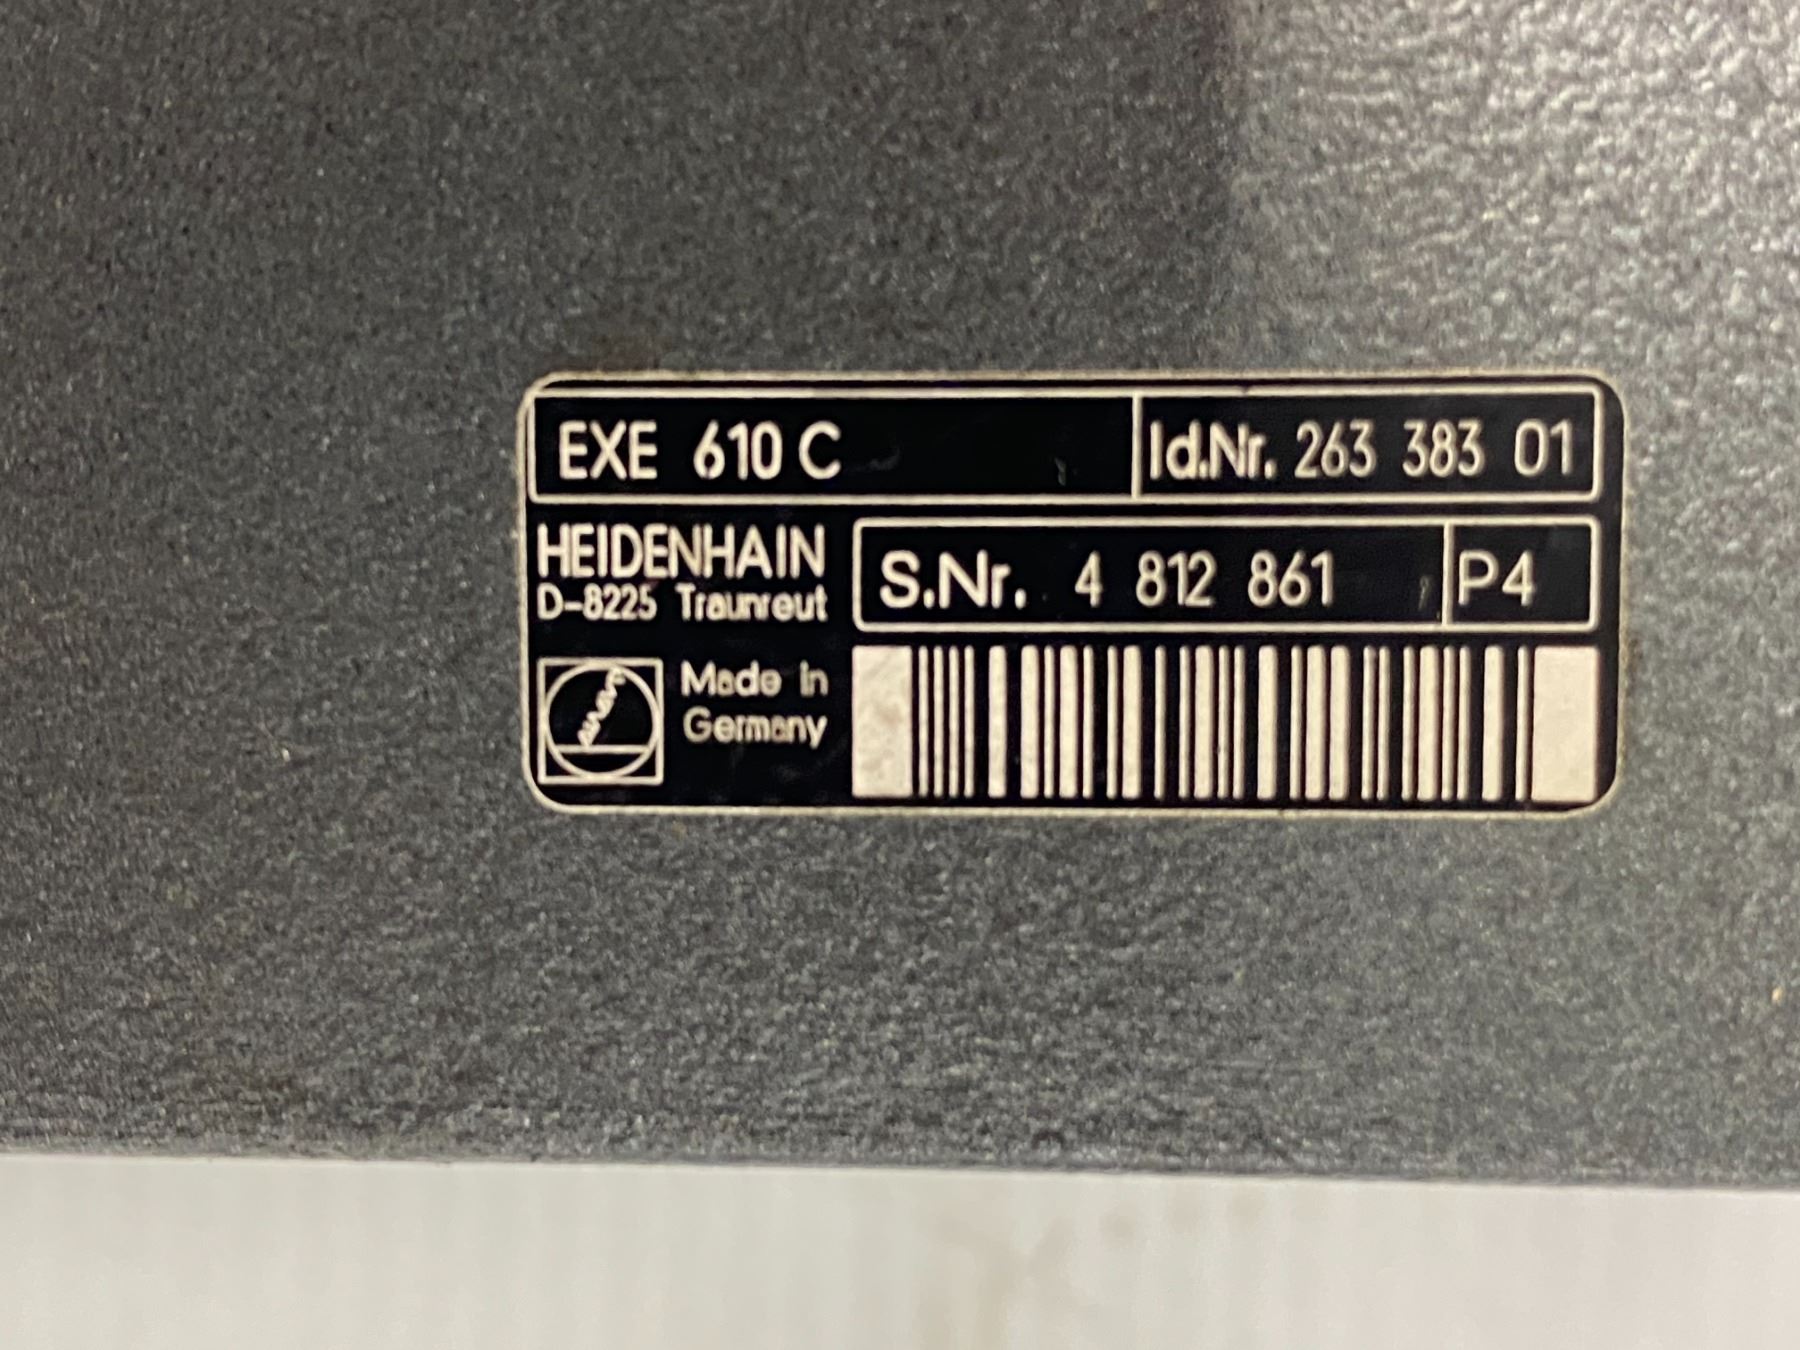 EXE 610 C Id.Nr. 263 383 01
HEIDENHAIN
D-8225 Traunreut
S.Nr. 4 812 861 P4
Made in
Germany